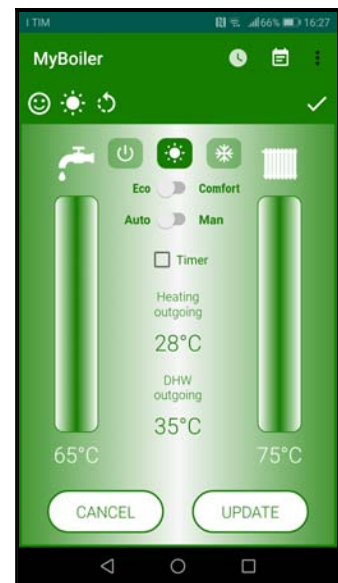 I TIM 66% 16:27
MyBoiler
Eco Comfort
Auto Man
Timer
Heating
outgoing
28°C
DHW
outgoing
35°C
65°C 75°C
CANCEL UPDATE